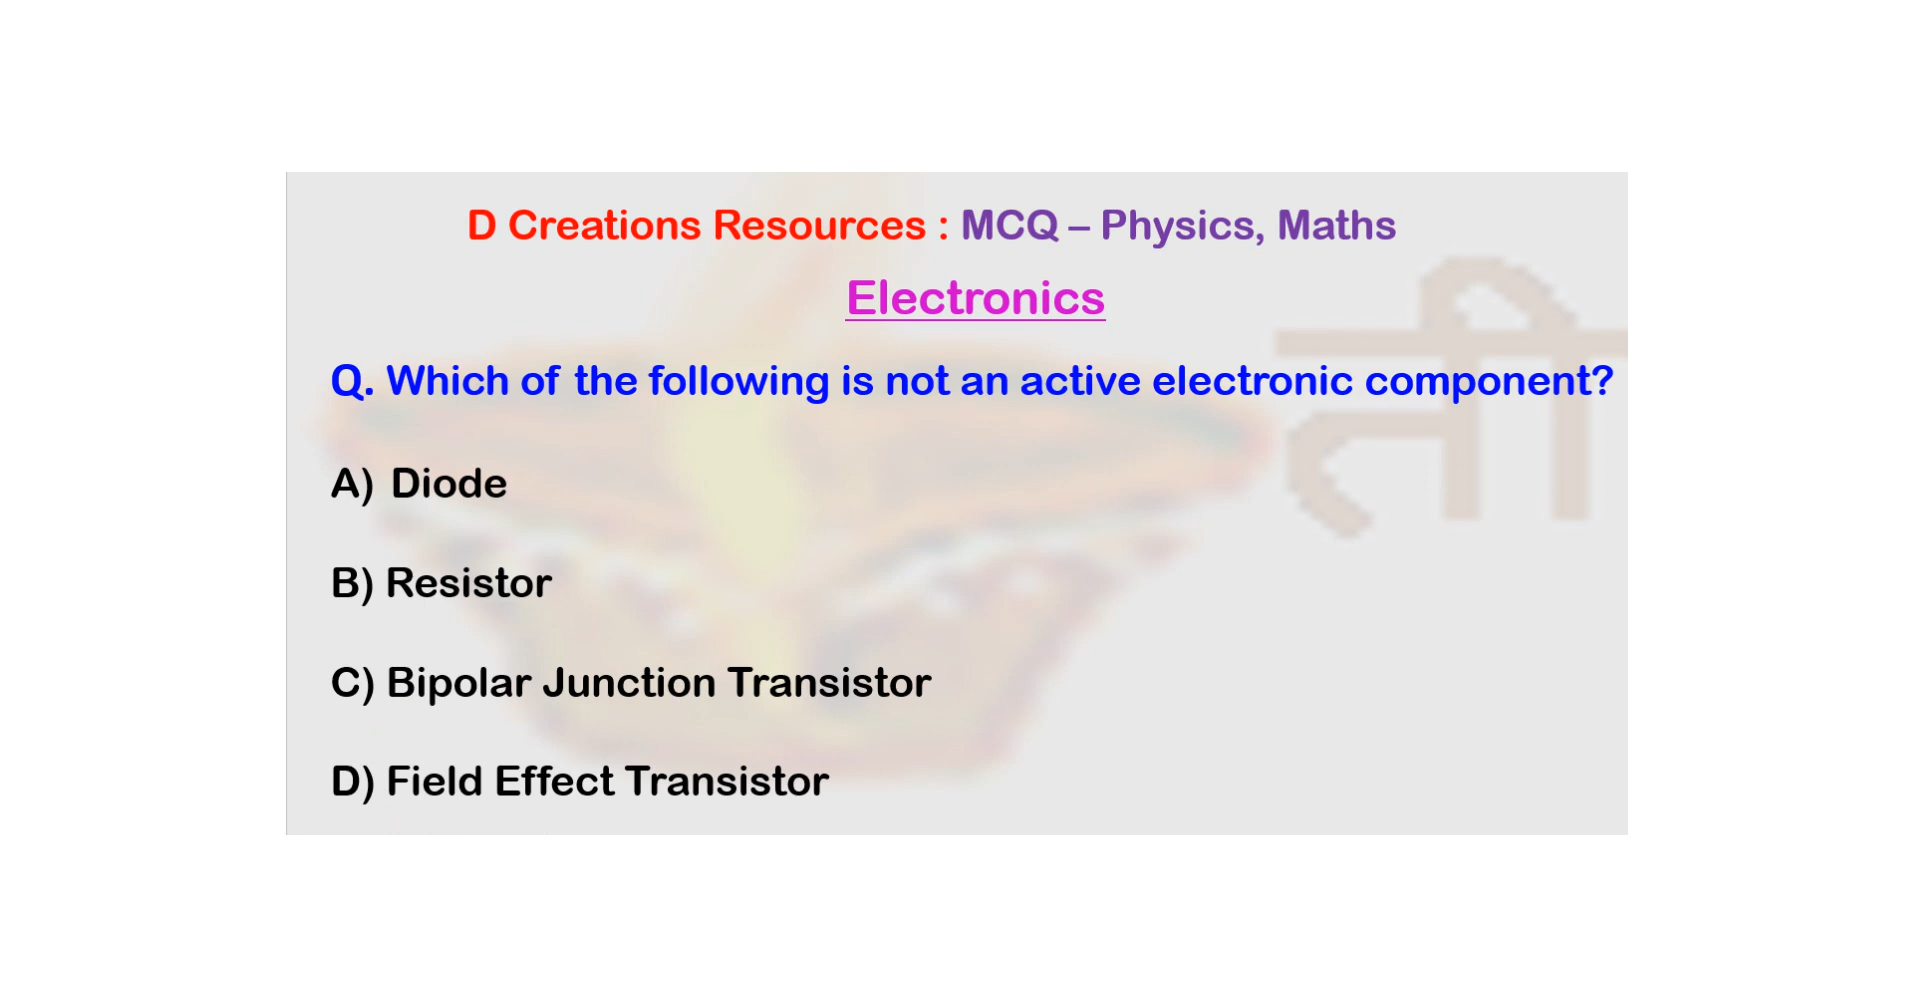 D Creations Resources : MCQ – Physics, Maths
Electronics
Q. Which of the following is not an active electronic component?
ती
A) Diode
B) Resistor
C) Bipolar Junction Transistor
D) Field Effect Transistor